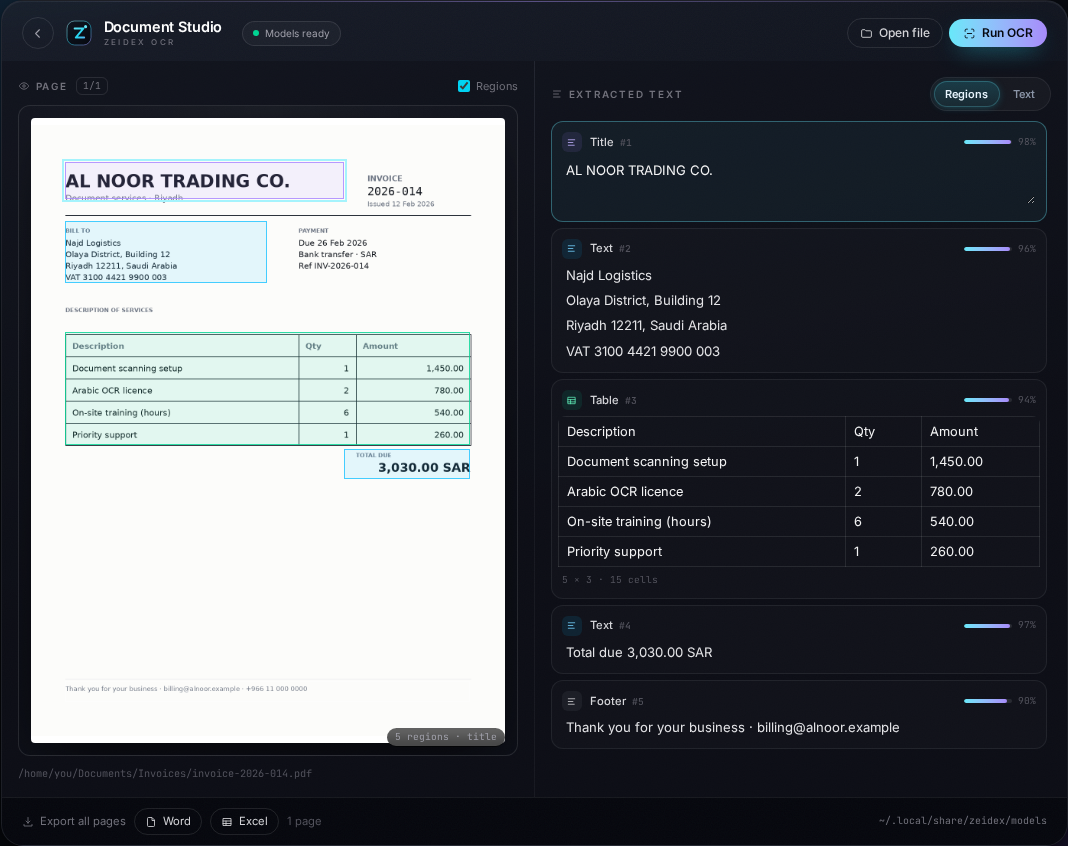 Document Studio
ZEIDEX OCR
Models ready
Open file
Run OCR
PAGE 1/1
Regions
AL NOOR TRADING CO.
Document services · Riyadh
INVOICE
2026-014
Issued 12 Feb 2026
BILL TO
Najd Logistics
Olaya District, Building 12
Riyadh 12211, Saudi Arabia
VAT 3100 4421 9900 003
PAYMENT
Due 26 Feb 2026
Bank transfer · SAR
Ref INV-2026-014
DESCRIPTION OF SERVICES
Description Qty Amount
Document scanning setup 1 1,450.00
Arabic OCR licence 2 780.00
On-site training (hours) 6 540.00
Priority support 1 260.00
TOTAL DUE
3,030.00 SAR
Thank you for your business · billing@alnoor.example · +966 11 000 0000
5 regions · title
/home/you/Documents/Invoices/invoice-2026-014.pdf
EXTRACTED TEXT
Regions Text
Title #1 98%
AL NOOR TRADING CO.
Text #2 96%
Najd Logistics
Olaya District, Building 12
Riyadh 12211, Saudi Arabia
VAT 3100 4421 9900 003
Table #3 94%
Description Qty Amount
Document scanning setup 1 1,450.00
Arabic OCR licence 2 780.00
On-site training (hours) 6 540.00
Priority support 1 260.00
5 × 3 · 15 cells
Text #4 97%
Total due 3,030.00 SAR
Footer #5 90%
Thank you for your business · billing@alnoor.example
Export all pages Word Excel 1 page
~/.local/share/zeidex/models